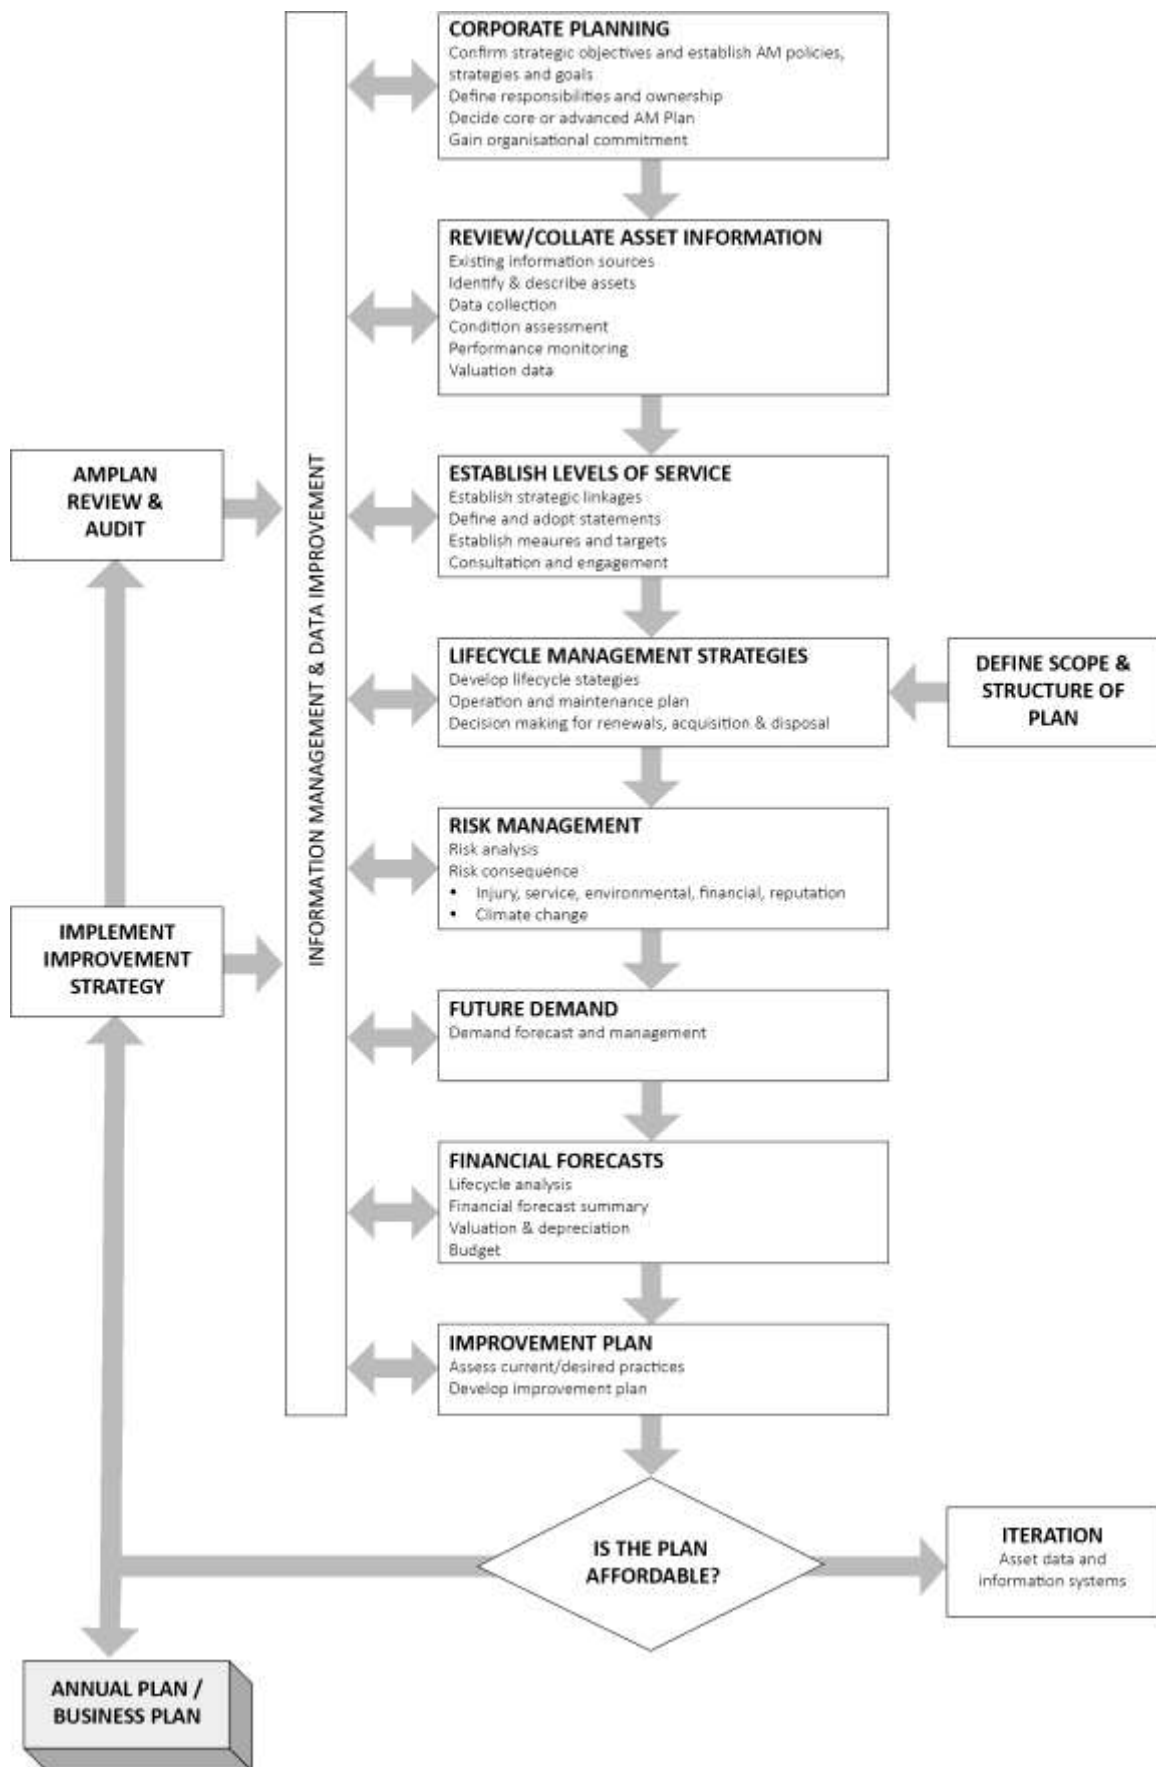 CORPORATE PLANNING
Confirm strategic objectives and establish AM policies,
strategies and goals
Define responsibilities and ownership
Decide core or advanced AM Plan
Gain organisational commitment
REVIEW/COLLATE ASSET INFORMATION
Existing information sources
Identify & describe assets
Data collection
Condition assessment
Performance monitoring
Valuation data
AMPLAN
REVIEW &
AUDIT
INFORMATION MANAGEMENT & DATA IMPROVEMENT
ESTABLISH LEVELS OF SERVICE
Establish strategic linkages
Define and adopt statements
Establish meaures and targets
Consultation and engagement
LIFECYCLE MANAGEMENT STRATEGIES
Develop lifecycle stategies
Operation and maintenance plan
Decision making for renewals, acquisition & disposal
DEFINE SCOPE &
STRUCTURE OF
PLAN
RISK MANAGEMENT
Risk analysis
Risk consequence
• Injury, service, environmental, financial, reputation
• Climate change
IMPLEMENT
IMPROVEMENT
STRATEGY
FUTURE DEMAND
Demand forecast and management
FINANCIAL FORECASTS
Lifecycle analysis
Financial forecast summary
Valuation & depreciation
Budget
IMPROVEMENT PLAN
Assess current/desired practices
Develop improvement plan
IS THE PLAN
AFFORDABLE?
ITERATION
Asset data and
information systems
ANNUAL PLAN /
BUSINESS PLAN